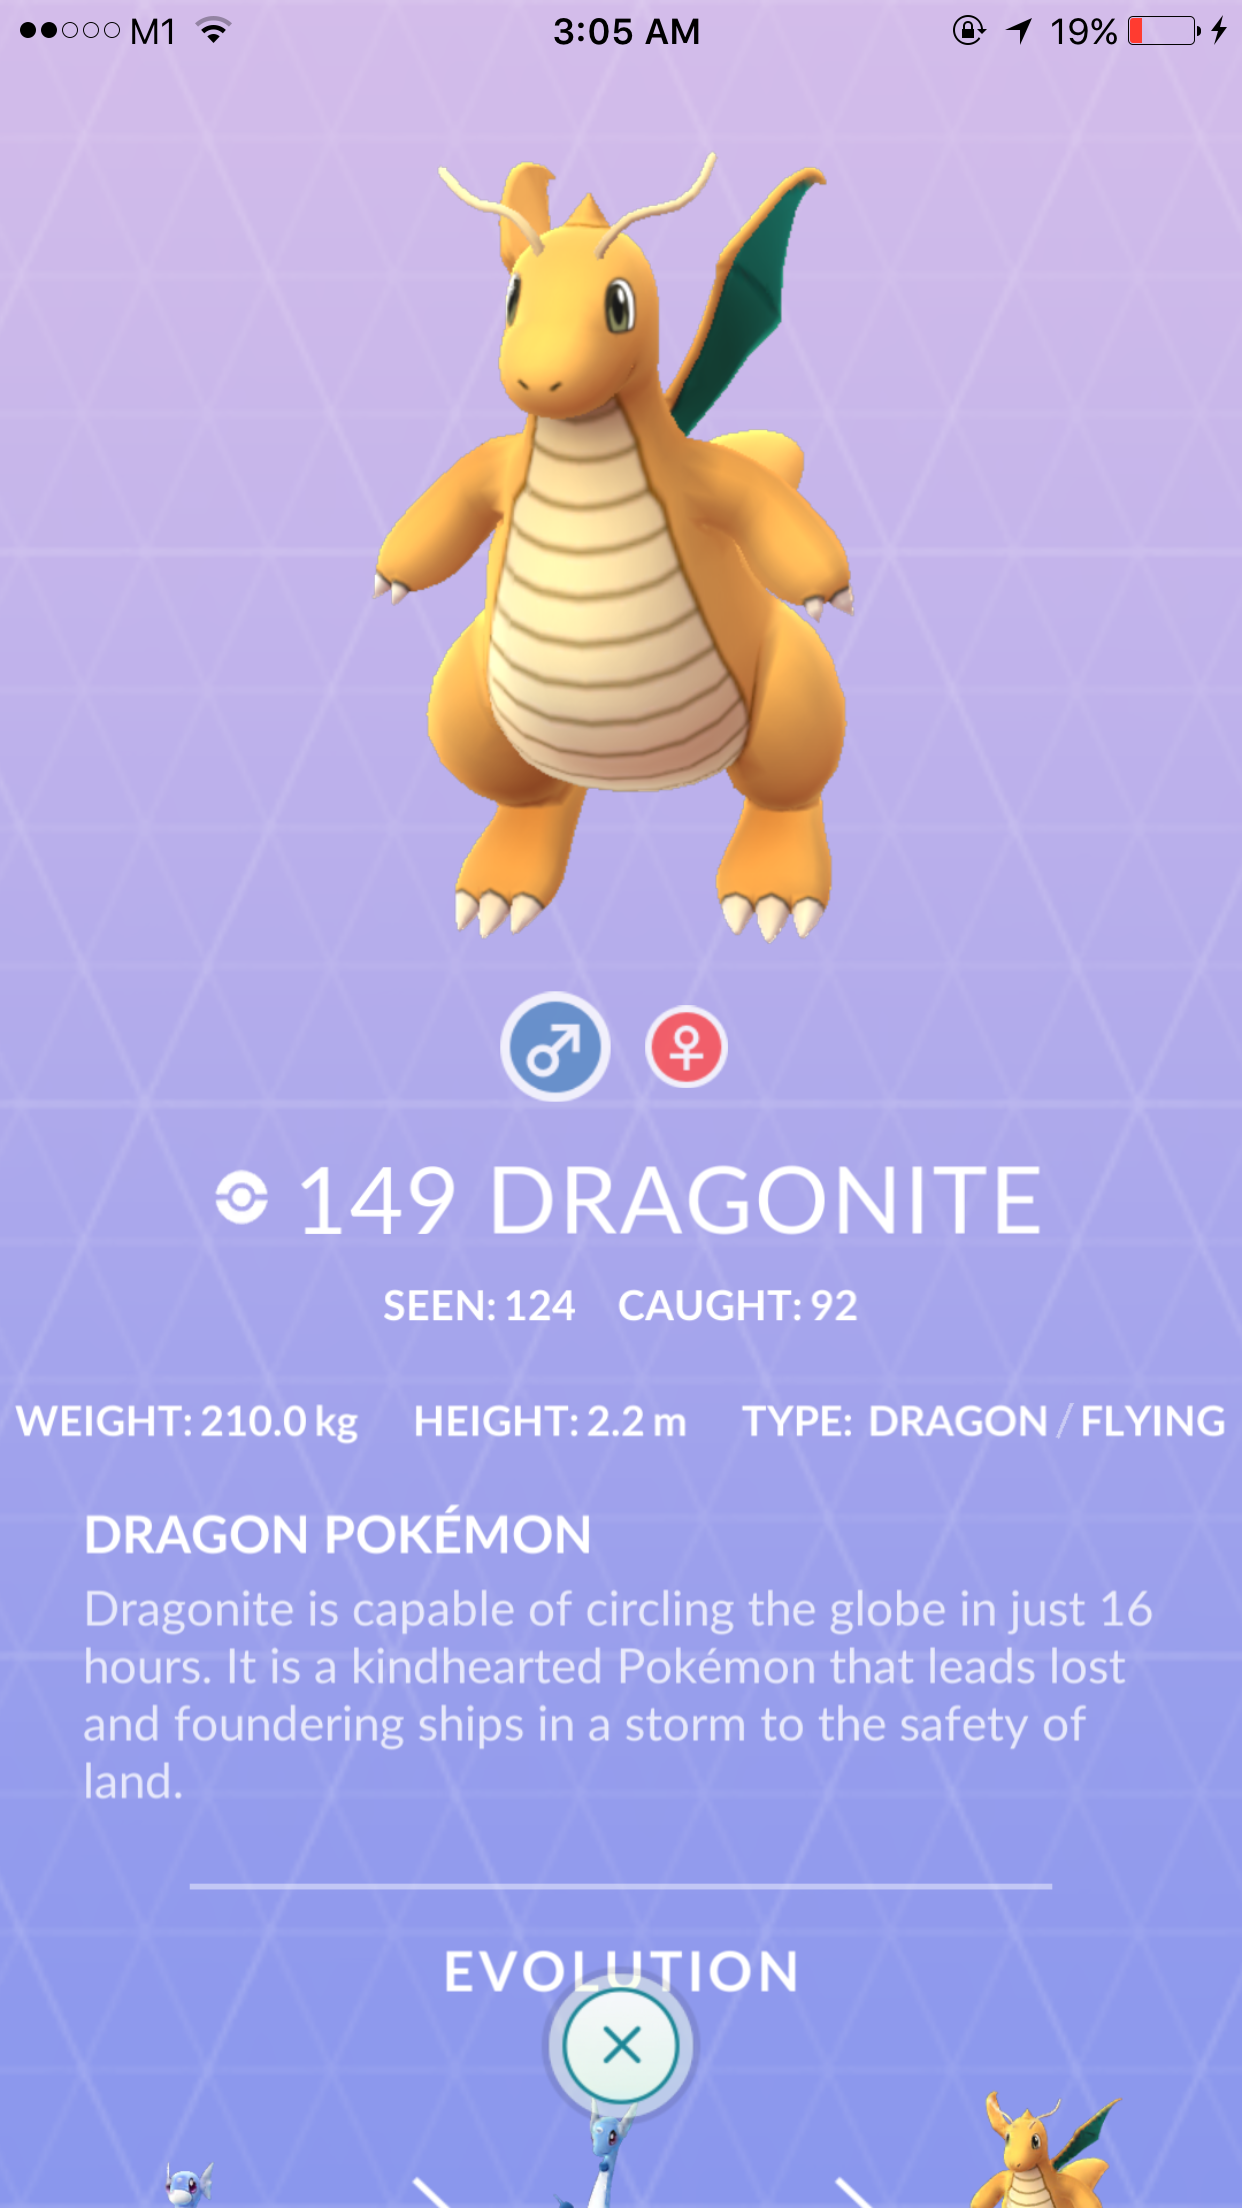 M1 3:05 AM 19%
149 DRAGONITE
SEEN: 124 CAUGHT: 92
WEIGHT: 210.0 kg HEIGHT: 2.2 m TYPE: DRAGON / FLYING
DRAGON POKÉMON
Dragonite is capable of circling the globe in just 16
hours. It is a kindhearted Pokémon that leads lost
and foundering ships in a storm to the safety of
land.
EVOLUTION